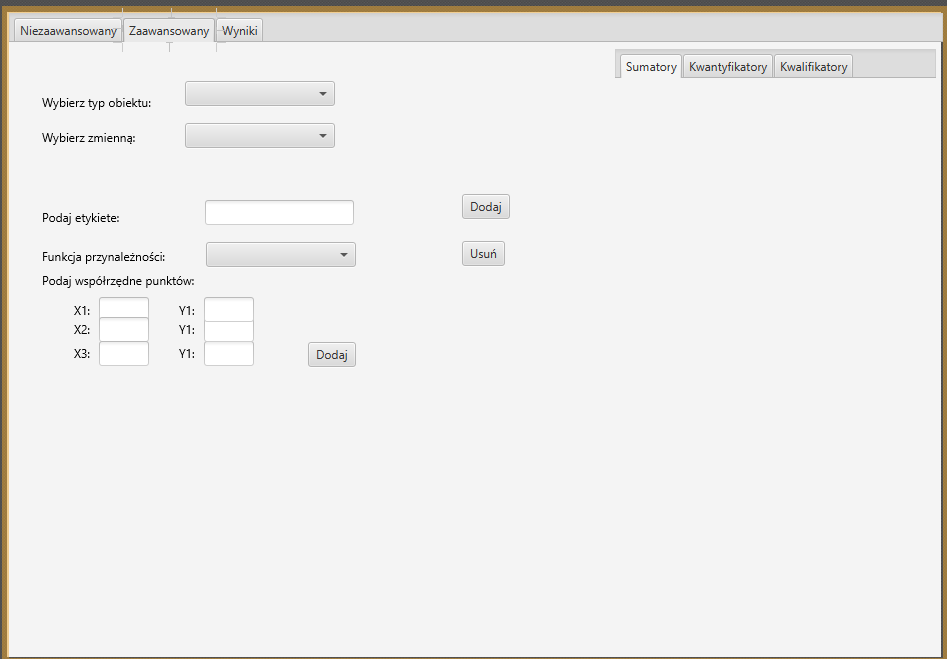 Niezaawansowany Zaawansowany Wyniki
Sumatory Kwantyfikatory Kwalifikatory
Wybierz typ obiektu:
Wybierz zmienną:
Podaj etykiete: Dodaj
Funkcja przynależności: Usuń
Podaj współrzędne punktów:
X1: Y1:
X2: Y1:
X3: Y1: Dodaj